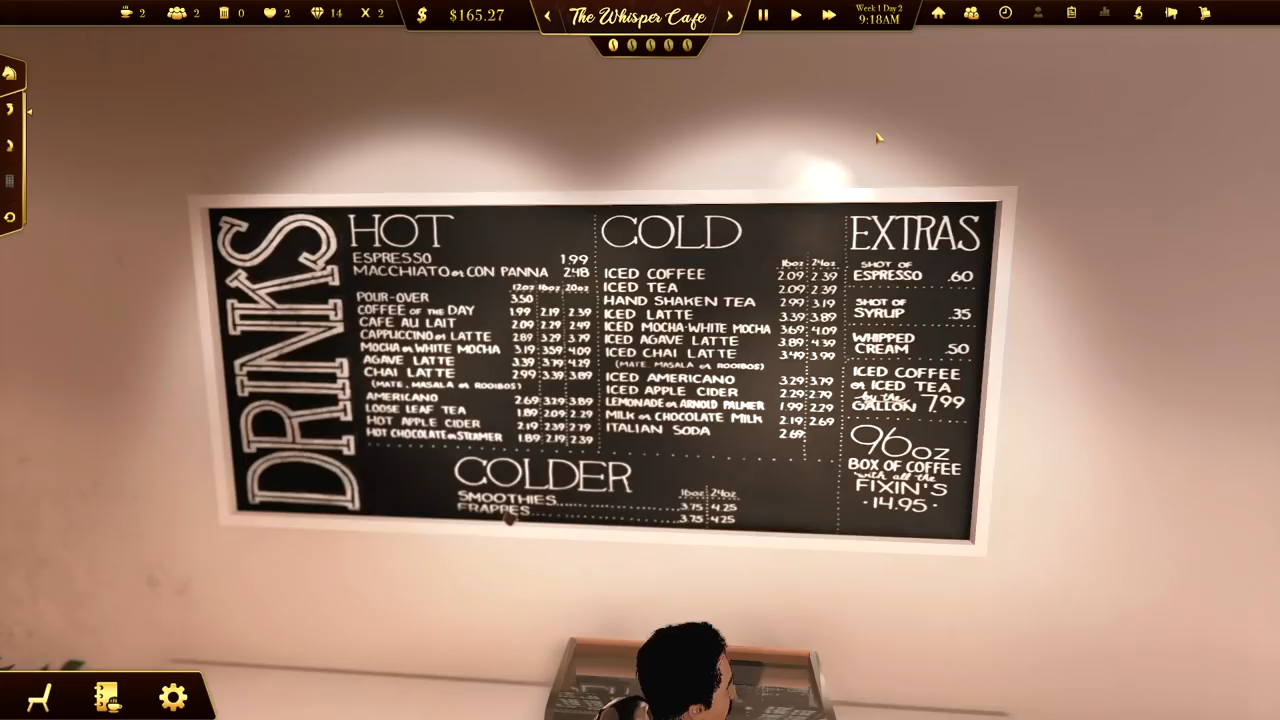 2
2
0
2
14
2
$165.27
The Whisper Cafe
Week 1 Day 2
9:18AM
DRINKS
HOT
ESPRESSO 1.99
MACCHIATO or CON PANNA 2.48
12oz 16oz 20oz
POUR-OVER 3.50
COFFEE OF THE DAY 1.99 2.19 2.39
CAFE AU LAIT 2.09 2.29 2.49
CAPPUCCINO or LATTE 2.89 3.29 3.79
MOCHA or WHITE MOCHA 3.19 3.59 4.09
AGAVE LATTE 3.39 3.79 4.29
CHAI LATTE 2.99 3.39 3.89
(MATE, MASALA or ROOIBOS)
AMERICANO 2.69 3.29 3.89
LOOSE LEAF TEA 1.89 2.09 2.29
HOT APPLE CIDER 2.19 2.39 2.79
HOT CHOCOLATE or STEAMER 1.89 2.19 2.39
COLD
16oz 24oz
ICED COFFEE 2.09 2.39
ICED TEA 2.09 2.39
HAND SHAKEN TEA 2.99 3.19
ICED LATTE 3.39 3.89
ICED MOCHA·WHITE MOCHA 3.69 4.09
ICED AGAVE LATTE 3.89 4.39
ICED CHAI LATTE 3.49 3.99
(MATE, MASALA or ROOIBOS)
ICED AMERICANO 3.29 3.79
ICED APPLE CIDER 2.29 2.79
LEMONADE or ARNOLD PALMER 1.99 2.29
MILK or CHOCOLATE MILK 2.19 2.69
ITALIAN SODA 2.69
COLDER
16oz 24oz
SMOOTHIES 3.75 4.25
FRAPPES 3.75 4.25
EXTRAS
SHOT OF
ESPRESSO .60
SHOT OF
SYRUP .35
WHIPPED
CREAM .50
ICED COFFEE
or ICED TEA
by the
GALLON 7.99
96oz
BOX OF COFFEE
with all the
FIXIN'S
·14.95·